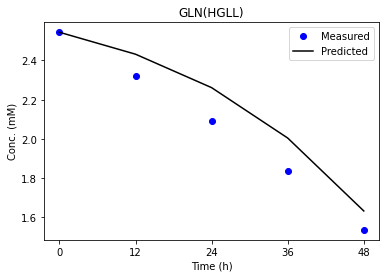 GLN(HGLL)
Measured
Predicted
Conc. (mM)
2.4
2.2
2.0
1.8
1.6
0
12
24
36
48
Time (h)